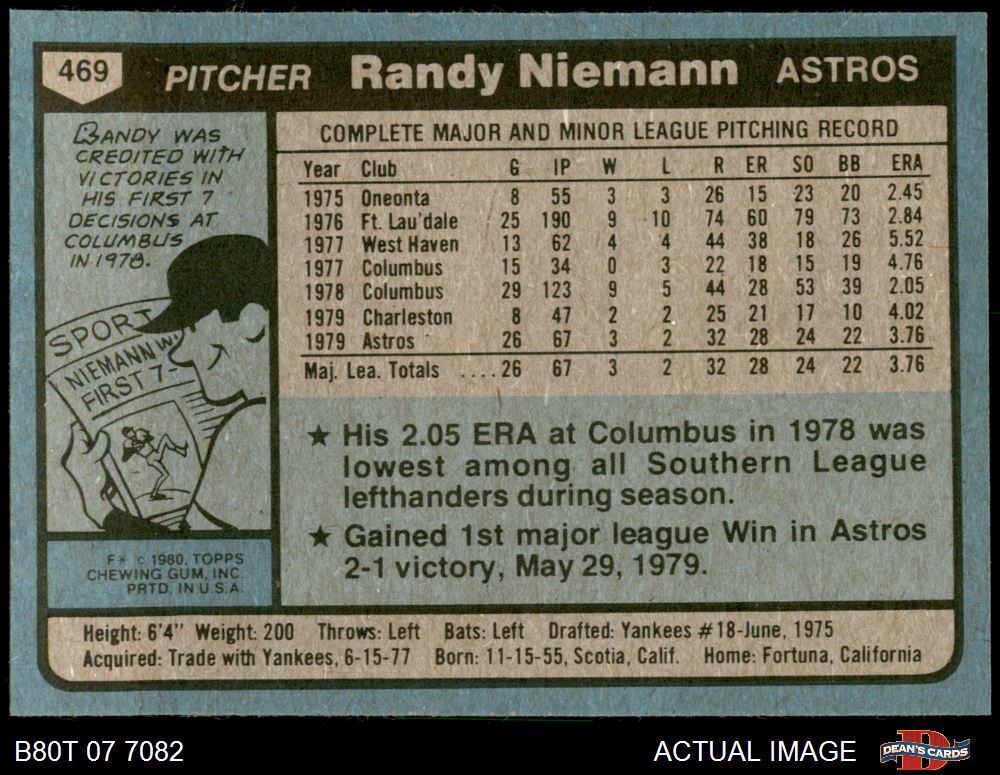 469 PITCHER Randy Niemann ASTROS
RANDY WAS
CREDITED WITH
VICTORIES IN
HIS FIRST 7
DECISIONS AT
COLUMBUS
IN 1978.
SPORT
NIEMANN WI
FIRST 7-
F* © 1980, TOPPS
CHEWING GUM, INC.
PRTD. IN U.S.A.
COMPLETE MAJOR AND MINOR LEAGUE PITCHING RECORD
Year Club G IP W L R ER SO BB ERA
1975 Oneonta 8 55 3 3 26 15 23 20 2.45
1976 Ft. Lau'dale 25 190 9 10 74 60 79 73 2.84
1977 West Haven 13 62 4 4 44 38 18 26 5.52
1977 Columbus 15 34 0 3 22 18 15 19 4.76
1978 Columbus 29 123 9 5 44 28 53 39 2.05
1979 Charleston 8 47 2 2 25 21 17 10 4.02
1979 Astros 26 67 3 2 32 28 24 22 3.76
Maj. Lea. Totals ....26 67 3 2 32 28 24 22 3.76
★ His 2.05 ERA at Columbus in 1978 was
lowest among all Southern League
lefthanders during season.
★ Gained 1st major league Win in Astros
2-1 victory, May 29, 1979.
Height: 6'4" Weight: 200 Throws: Left Bats: Left Drafted: Yankees #18-June, 1975
Acquired: Trade with Yankees, 6-15-77 Born: 11-15-55, Scotia, Calif. Home: Fortuna, California
B80T 07 7082 ACTUAL IMAGE DEAN'S CARDS